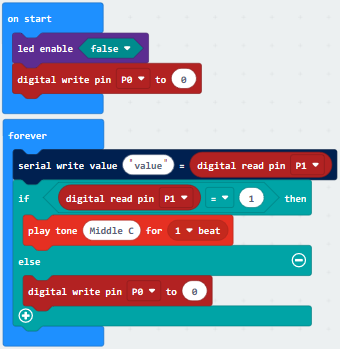 on start
led enable false
digital write pin P0 to 0
forever
serial write value "value" = digital read pin P1
if digital read pin P1 = 1 then
play tone Middle C for 1 beat
else
digital write pin P0 to 0